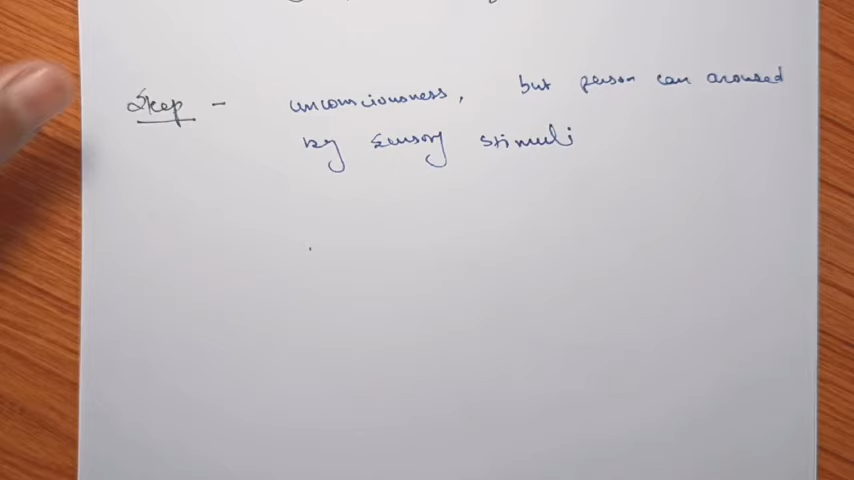 Sleep - unconsciousness, but person can aroused
by sensory stimuli